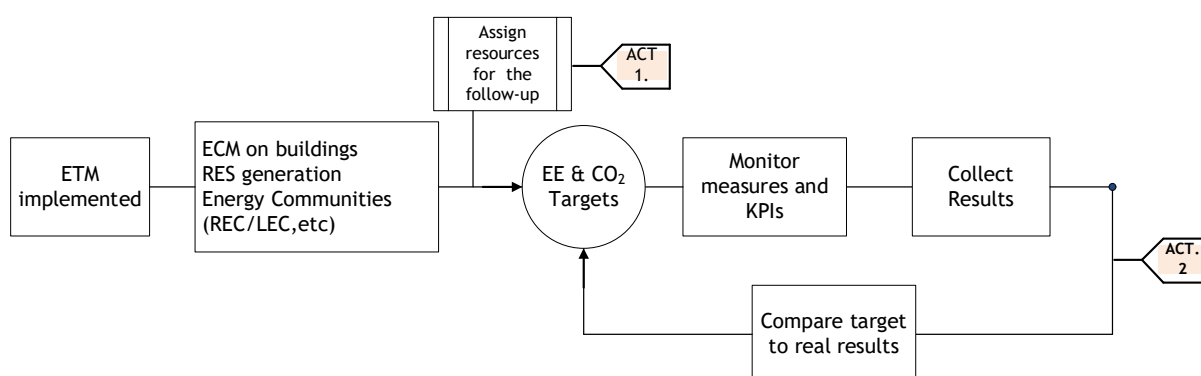 Assign
resources
for the
follow-up
ACT
1.
ETM
implemented
ECM on buildings
RES generation
Energy Communities
(REC/LEC,etc)
EE & CO₂
Targets
Monitor
measures and
KPIs
Collect
Results
ACT.
2
Compare target
to real results